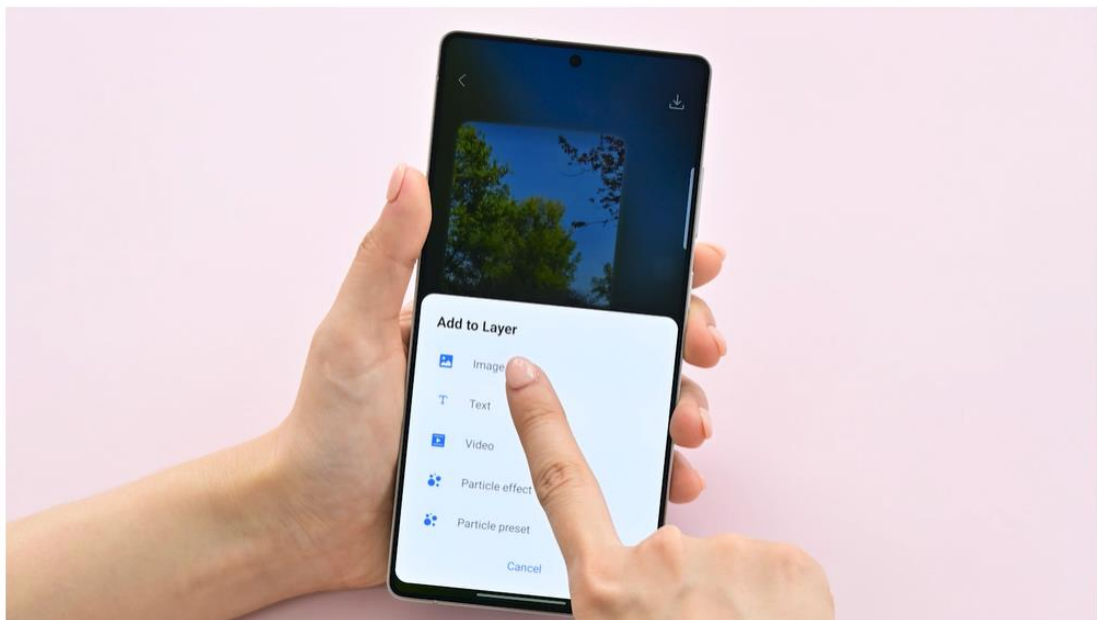 Add to Layer
Image
Text
Video
Particle effect
Particle preset
Cancel